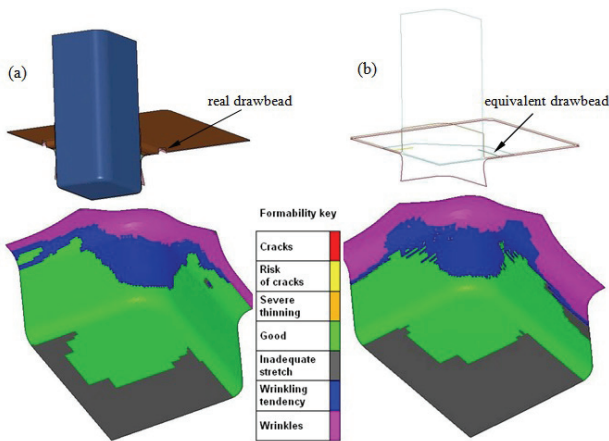 (a)
real drawbead
(b)
equivalent drawbead
Formability key
Cracks
Risk
of cracks
Severe
thinning
Good
Inadequate
stretch
Wrinkling
tendency
Wrinkles